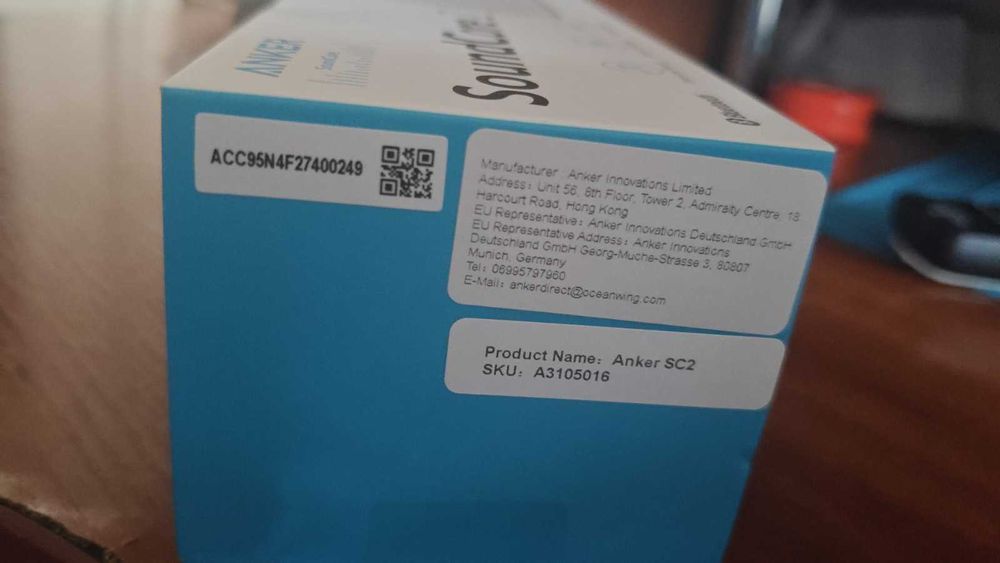 ANKER
SoundCore
SoundCore
ACC95N4F27400249
Manufacturer : Anker Innovations Limited
Address: Unit 56, 8th Floor, Tower 2, Admiralty Centre, 18
Harcourt Road, Hong Kong
EU Representative: Anker Innovations Deutschland GmbH
EU Representative Address: Anker Innovations
Deutschland GmbH Georg-Muche-Strasse 3, 80807
Munich, Germany
Tel: 06995797960
E-Mail: ankerdirect@oceanwing.com
Product Name: Anker SC2
SKU: A3105016